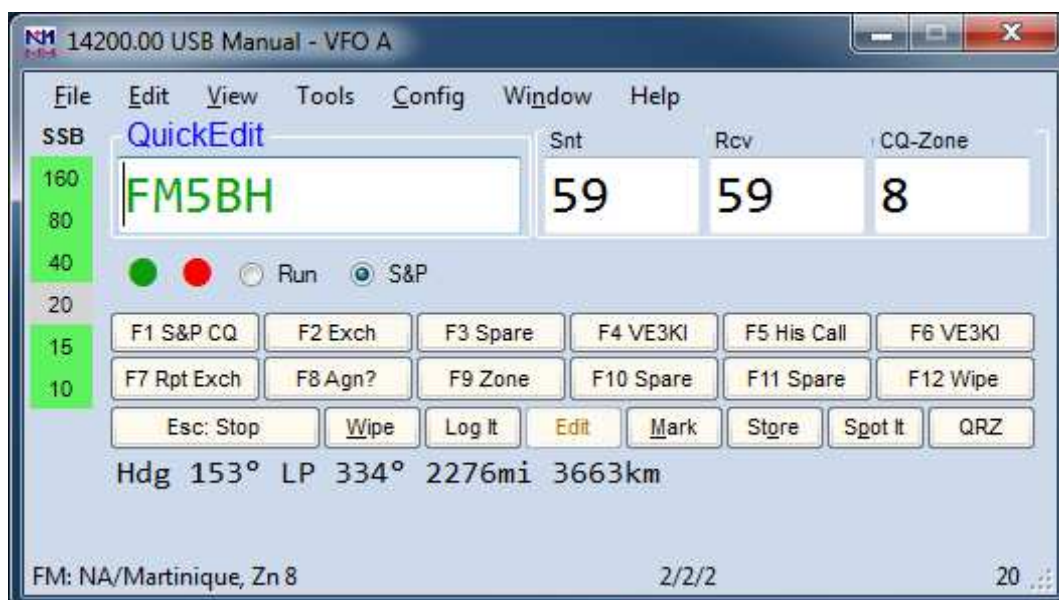 14200.00 USB Manual - VFO A
File Edit View Tools Config Window Help
SSB QuickEdit Snt Rcv CQ-Zone
160
80
40
20
15
10
FM5BH 59 59 8
Run S&P
F1 S&P CQ F2 Exch F3 Spare F4 VE3KI F5 His Call F6 VE3KI
F7 Rpt Exch F8 Agn? F9 Zone F10 Spare F11 Spare F12 Wipe
Esc: Stop Wipe Log It Edit Mark Store Spot It QRZ
Hdg 153° LP 334° 2276mi 3663km
FM: NA/Martinique, Zn 8 2/2/2 20